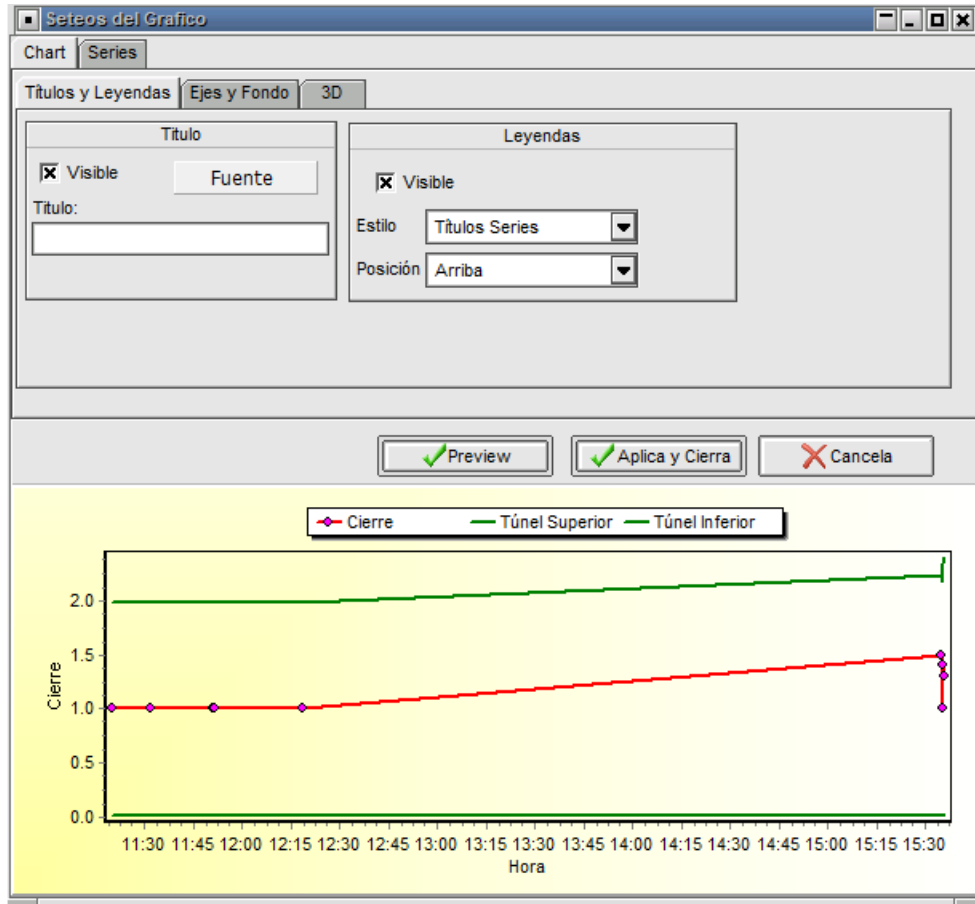 Seteos del Grafico
Chart Series
Títulos y Leyendas Ejes y Fondo 3D
Titulo
Visible Fuente
Titulo:
Leyendas
Visible
Estilo Títulos Series
Posición Arriba
Preview Aplica y Cierra Cancela
Cierre Túnel Superior Túnel Inferior
2.0
1.5
1.0
0.5
0.0
Cierre
11:30 11:45 12:00 12:15 12:30 12:45 13:00 13:15 13:30 13:45 14:00 14:15 14:30 14:45 15:00 15:15 15:30
Hora